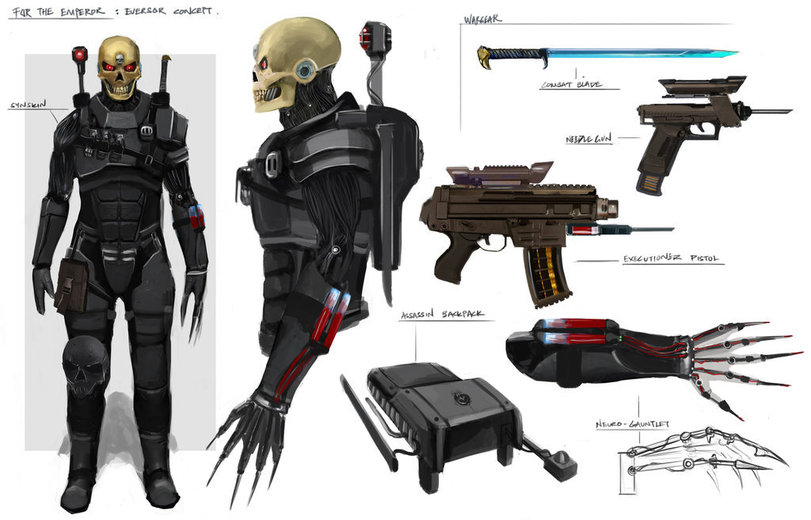 FOR THE EMPEROR : EVERSOR CONCEPT.
WARGEAR
SYNSKIN
COMBAT BLADE
NEEDLE GUN
EXECUTIONER PISTOL
ASSASSIN BACKPACK
NEURO-GAUNTLET